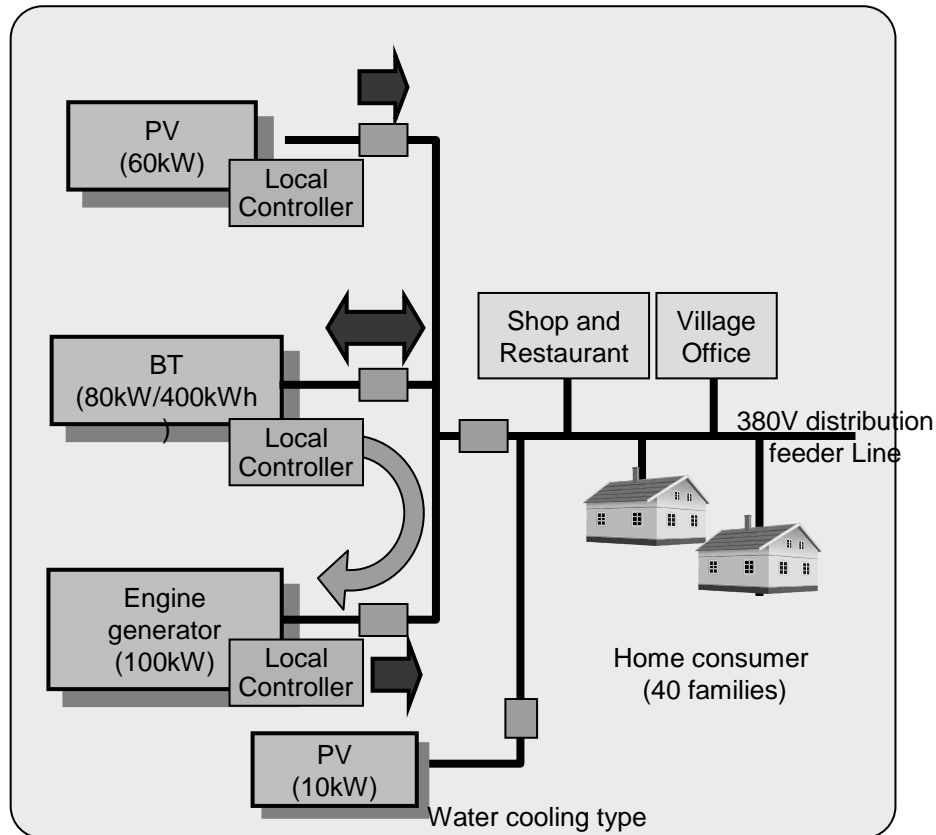 PV
(60kW)
Local
Controller
BT
(80kW/400kWh
)
Local
Controller
Engine
generator
(100kW)
Local
Controller
PV
(10kW)
Water cooling type
Shop and
Restaurant
Village
Office
380V distribution
feeder Line
Home consumer
(40 families)